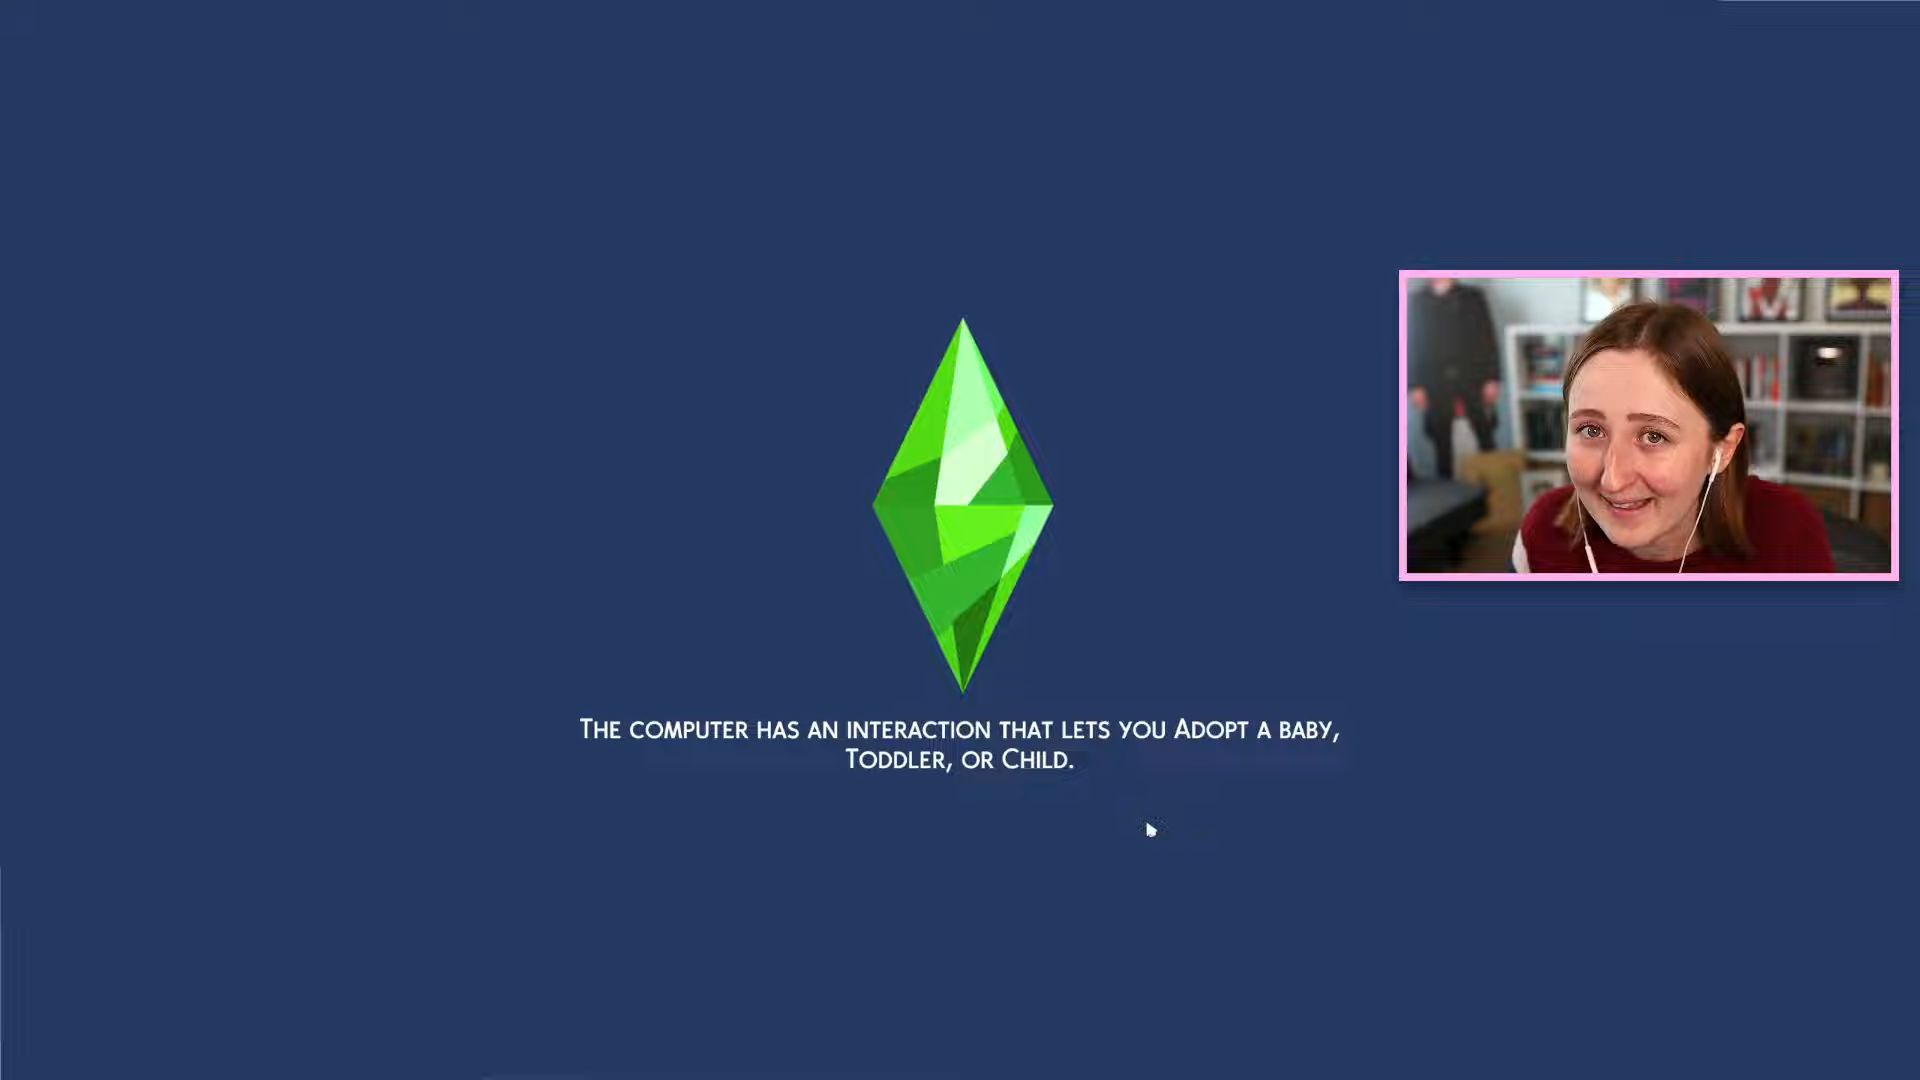 The computer has an interaction that lets you Adopt a baby,
Toddler, or Child.